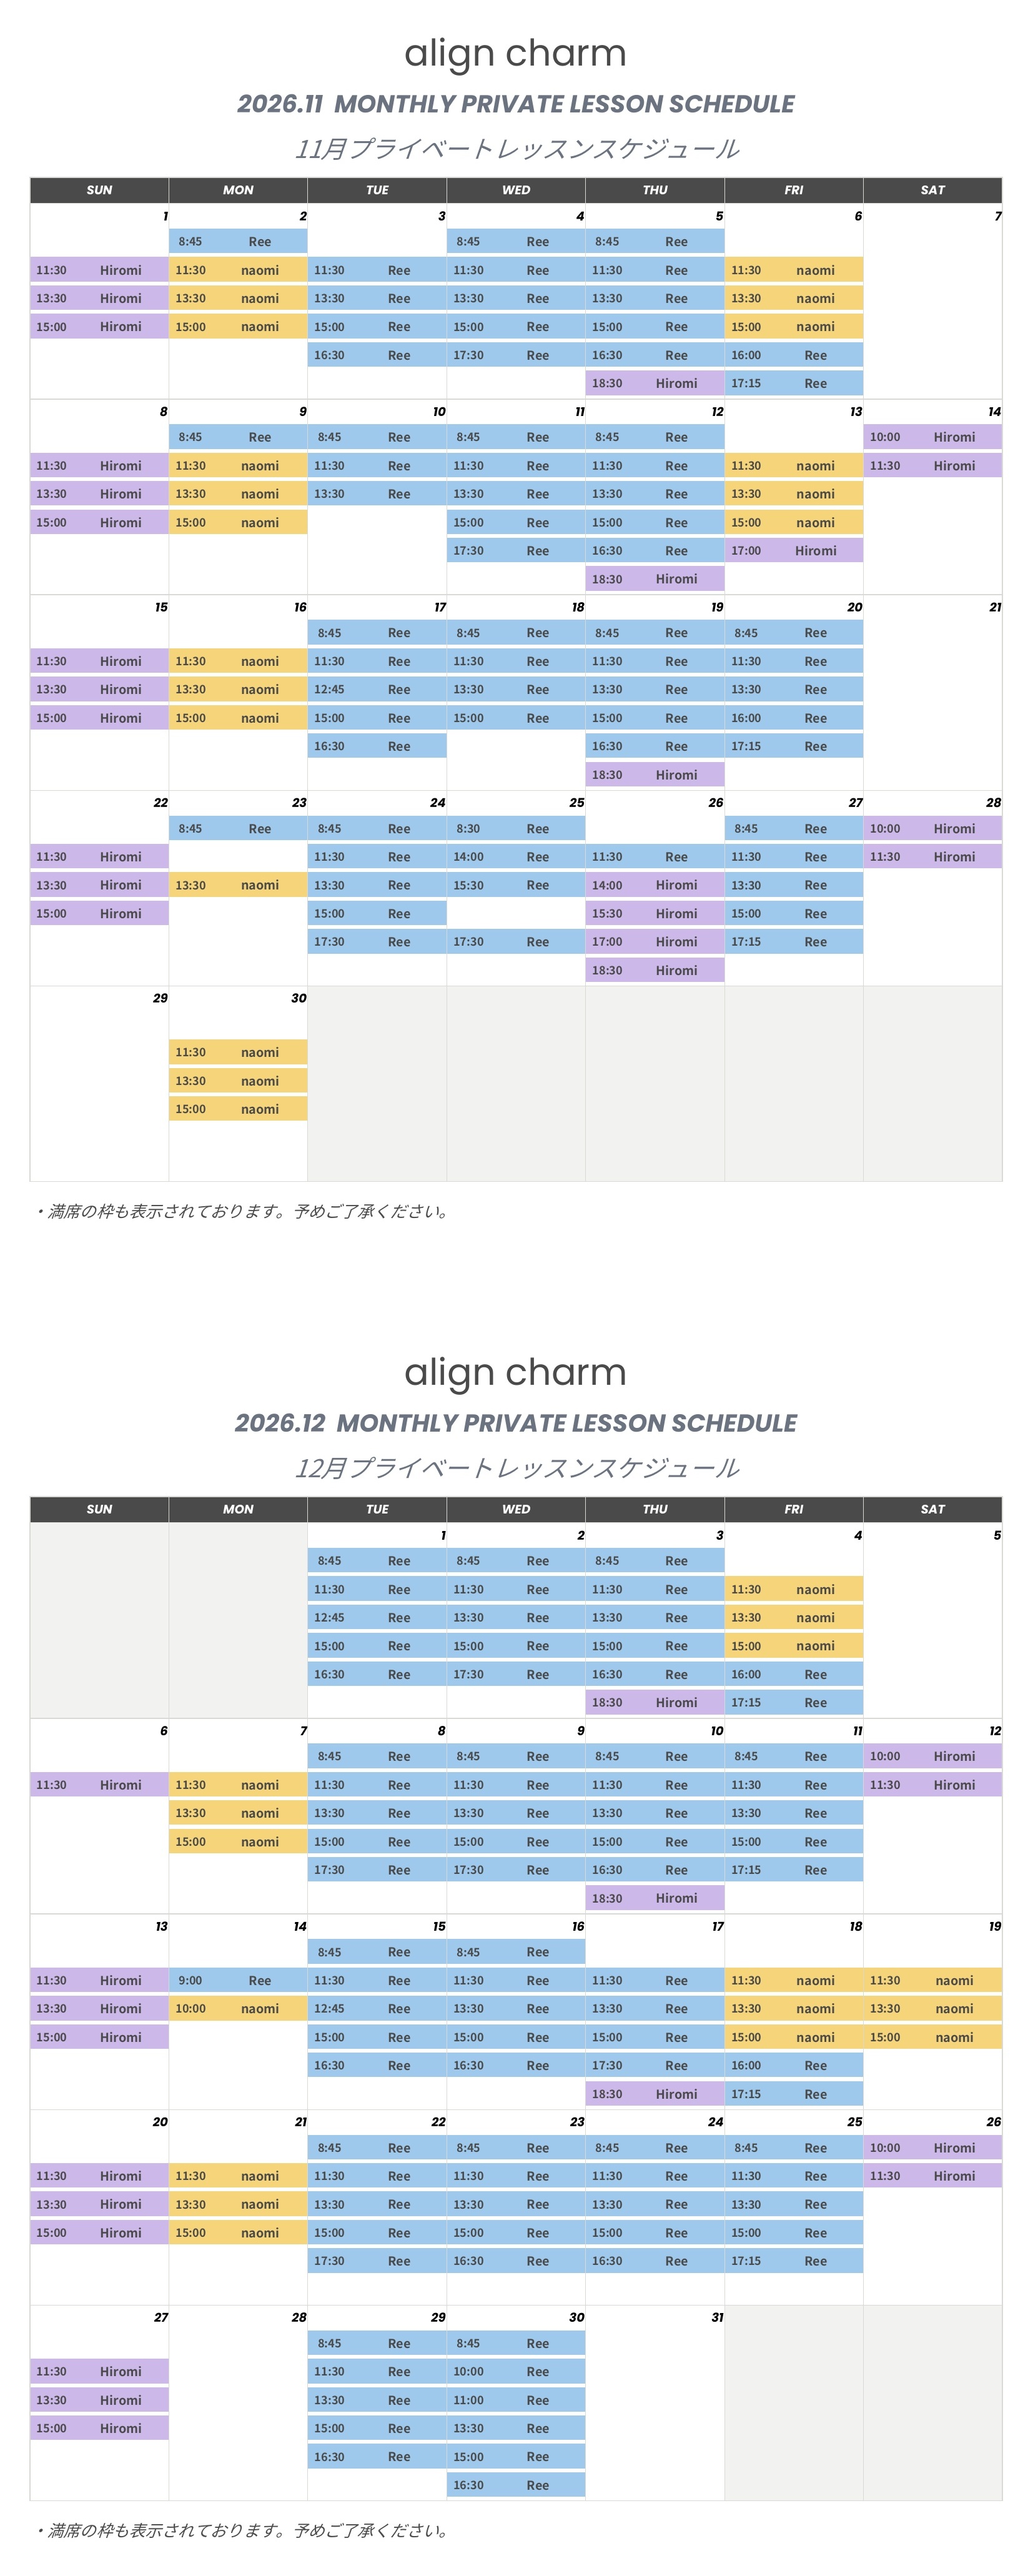 align charm
2026.11 MONTHLY PRIVATE LESSON SCHEDULE
11月プライベートレッスンスケジュール
SUN MON TUE WED THU FRI SAT
1 2 3 4 5 6 7
8:45 Ree 8:45 Ree 8:45 Ree
11:30 Hiromi 11:30 naomi 11:30 Ree 11:30 Ree 11:30 Ree 11:30 naomi
13:30 Hiromi 13:30 naomi 13:30 Ree 13:30 Ree 13:30 Ree 13:30 naomi
15:00 Hiromi 15:00 naomi 15:00 Ree 15:00 Ree 15:00 Ree 15:00 naomi
16:30 Ree 17:30 Ree 16:30 Ree 16:00 Ree
18:30 Hiromi 17:15 Ree
8 9 10 11 12 13 14
8:45 Ree 8:45 Ree 8:45 Ree 8:45 Ree 10:00 Hiromi
11:30 Hiromi 11:30 naomi 11:30 Ree 11:30 Ree 11:30 Ree 11:30 naomi 11:30 Hiromi
13:30 Hiromi 13:30 naomi 13:30 Ree 13:30 Ree 13:30 Ree 13:30 naomi
15:00 Hiromi 15:00 naomi 15:00 Ree 15:00 Ree 15:00 naomi
17:30 Ree 16:30 Ree 17:00 Hiromi
18:30 Hiromi
15 16 17 18 19 20 21
8:45 Ree 8:45 Ree 8:45 Ree 8:45 Ree
11:30 Hiromi 11:30 naomi 11:30 Ree 11:30 Ree 11:30 Ree 11:30 Ree
13:30 Hiromi 13:30 naomi 12:45 Ree 13:30 Ree 13:30 Ree 13:30 Ree
15:00 Hiromi 15:00 naomi 15:00 Ree 15:00 Ree 15:00 Ree 16:00 Ree
16:30 Ree 16:30 Ree 17:15 Ree
18:30 Hiromi
22 23 24 25 26 27 28
8:45 Ree 8:45 Ree 8:30 Ree 8:45 Ree 10:00 Hiromi
11:30 Hiromi 11:30 Ree 14:00 Ree 11:30 Ree 11:30 Ree 11:30 Hiromi
13:30 Hiromi 13:30 naomi 13:30 Ree 15:30 Ree 14:00 Hiromi 13:30 Ree
15:00 Hiromi 15:00 Ree 15:30 Hiromi 15:00 Ree
17:30 Ree 17:30 Ree 17:00 Hiromi 17:15 Ree
18:30 Hiromi
29 30
11:30 naomi
13:30 naomi
15:00 naomi
・満席の枠も表示されております。予めご了承ください。
align charm
2026.12 MONTHLY PRIVATE LESSON SCHEDULE
12月プライベートレッスンスケジュール
SUN MON TUE WED THU FRI SAT
1 2 3 4 5
8:45 Ree 8:45 Ree 8:45 Ree
11:30 Ree 11:30 Ree 11:30 Ree 11:30 naomi
12:45 Ree 13:30 Ree 13:30 Ree 13:30 naomi
15:00 Ree 15:00 Ree 15:00 Ree 15:00 naomi
16:30 Ree 17:30 Ree 16:30 Ree 16:00 Ree
18:30 Hiromi 17:15 Ree
6 7 8 9 10 11 12
8:45 Ree 8:45 Ree 8:45 Ree 8:45 Ree 10:00 Hiromi
11:30 Hiromi 11:30 naomi 11:30 Ree 11:30 Ree 11:30 Ree 11:30 Ree 11:30 Hiromi
13:30 naomi 13:30 Ree 13:30 Ree 13:30 Ree 13:30 Ree
15:00 naomi 15:00 Ree 15:00 Ree 15:00 Ree 15:00 Ree
17:30 Ree 17:30 Ree 16:30 Ree 17:15 Ree
18:30 Hiromi
13 14 15 16 17 18 19
8:45 Ree 8:45 Ree
11:30 Hiromi 9:00 Ree 11:30 Ree 11:30 Ree 11:30 Ree 11:30 naomi 11:30 naomi
13:30 Hiromi 10:00 naomi 12:45 Ree 13:30 Ree 13:30 Ree 13:30 naomi 13:30 naomi
15:00 Hiromi 15:00 Ree 15:00 Ree 15:00 Ree 15:00 naomi 15:00 naomi
16:30 Ree 16:30 Ree 17:30 Ree 16:00 Ree
18:30 Hiromi 17:15 Ree
20 21 22 23 24 25 26
8:45 Ree 8:45 Ree 8:45 Ree 8:45 Ree 10:00 Hiromi
11:30 Hiromi 11:30 naomi 11:30 Ree 11:30 Ree 11:30 Ree 11:30 Ree 11:30 Hiromi
13:30 Hiromi 13:30 naomi 13:30 Ree 13:30 Ree 13:30 Ree 13:30 Ree
15:00 Hiromi 15:00 naomi 15:00 Ree 15:00 Ree 15:00 Ree 15:00 Ree
17:30 Ree 16:30 Ree 16:30 Ree 17:15 Ree
27 28 29 30 31
8:45 Ree 8:45 Ree
11:30 Hiromi 11:30 Ree 10:00 Ree
13:30 Hiromi 13:30 Ree 11:00 Ree
15:00 Hiromi 15:00 Ree 13:30 Ree
16:30 Ree 15:00 Ree
16:30 Ree
・満席の枠も表示されております。予めご了承ください。